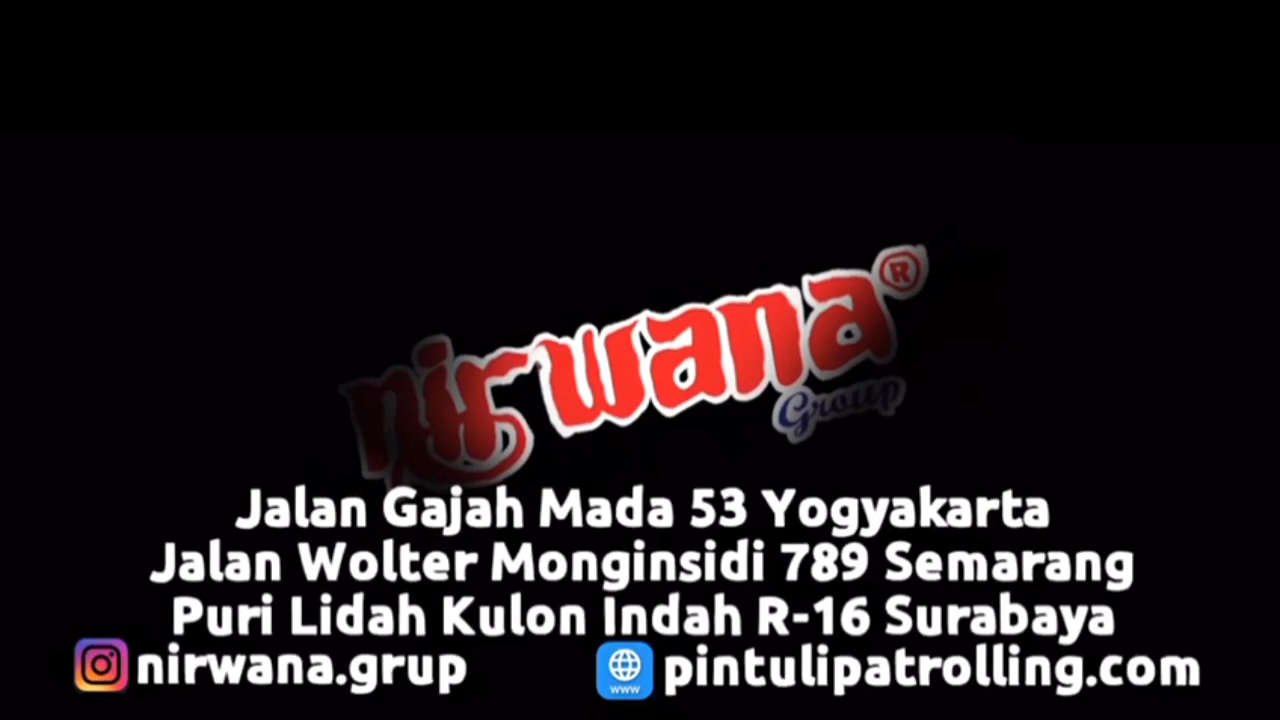 nirwana®
Group
Jalan Gajah Mada 53 Yogyakarta
Jalan Wolter Monginsidi 789 Semarang
Puri Lidah Kulon Indah R-16 Surabaya
nirwana.grup
www
pintulipatrolling.com